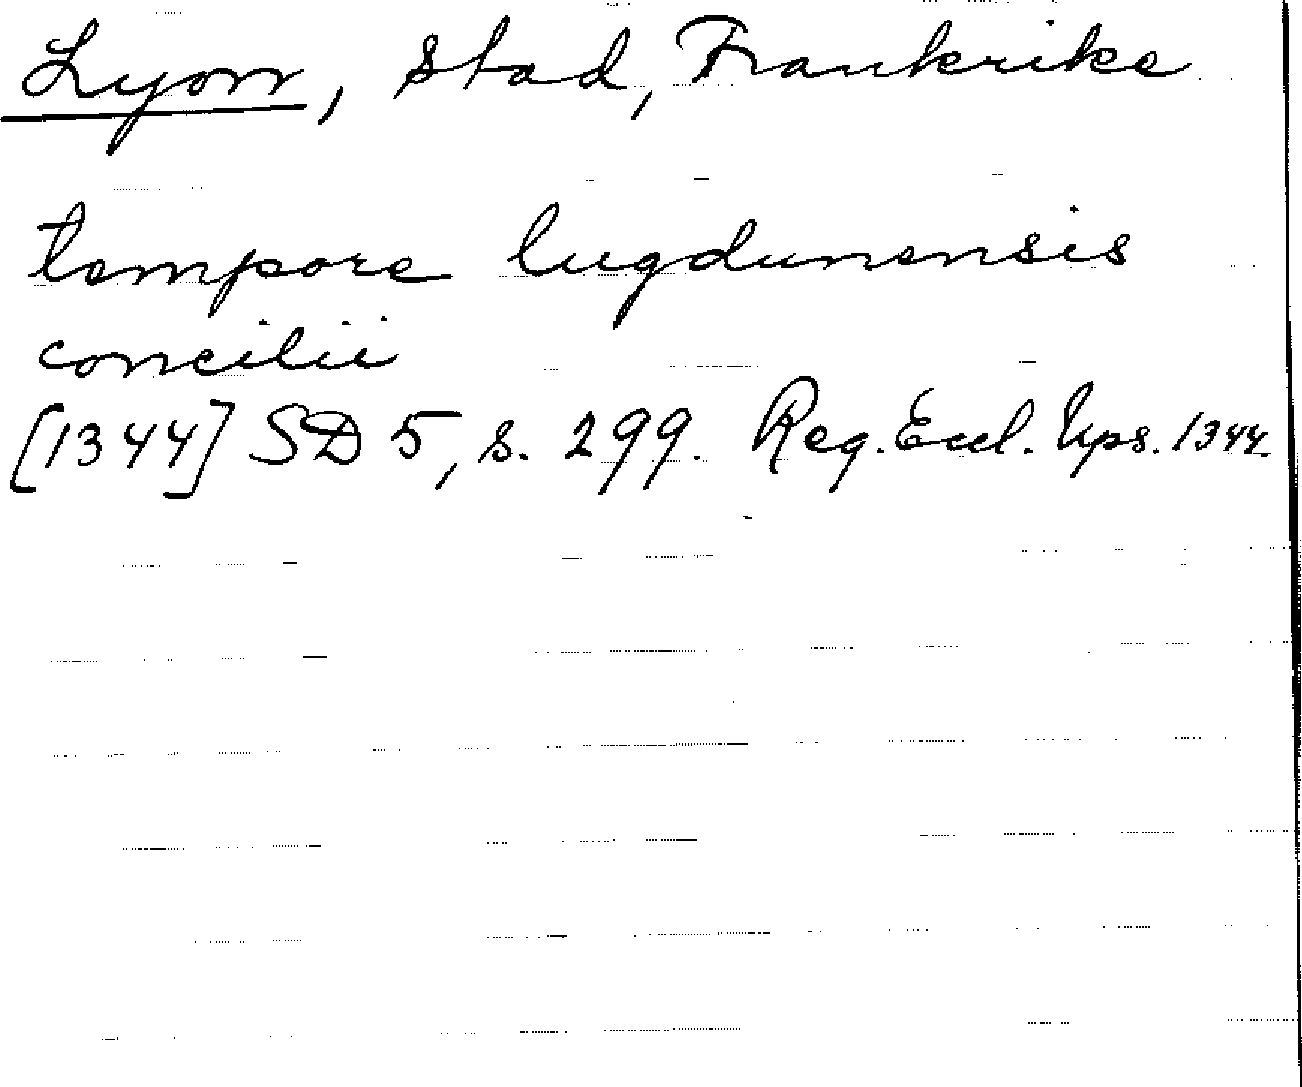 Lyon, stad, Frankrike
tempore lugdunensis
concilii
[1344] SD 5, s. 299. Reg. Eccl. Ups. 1344.